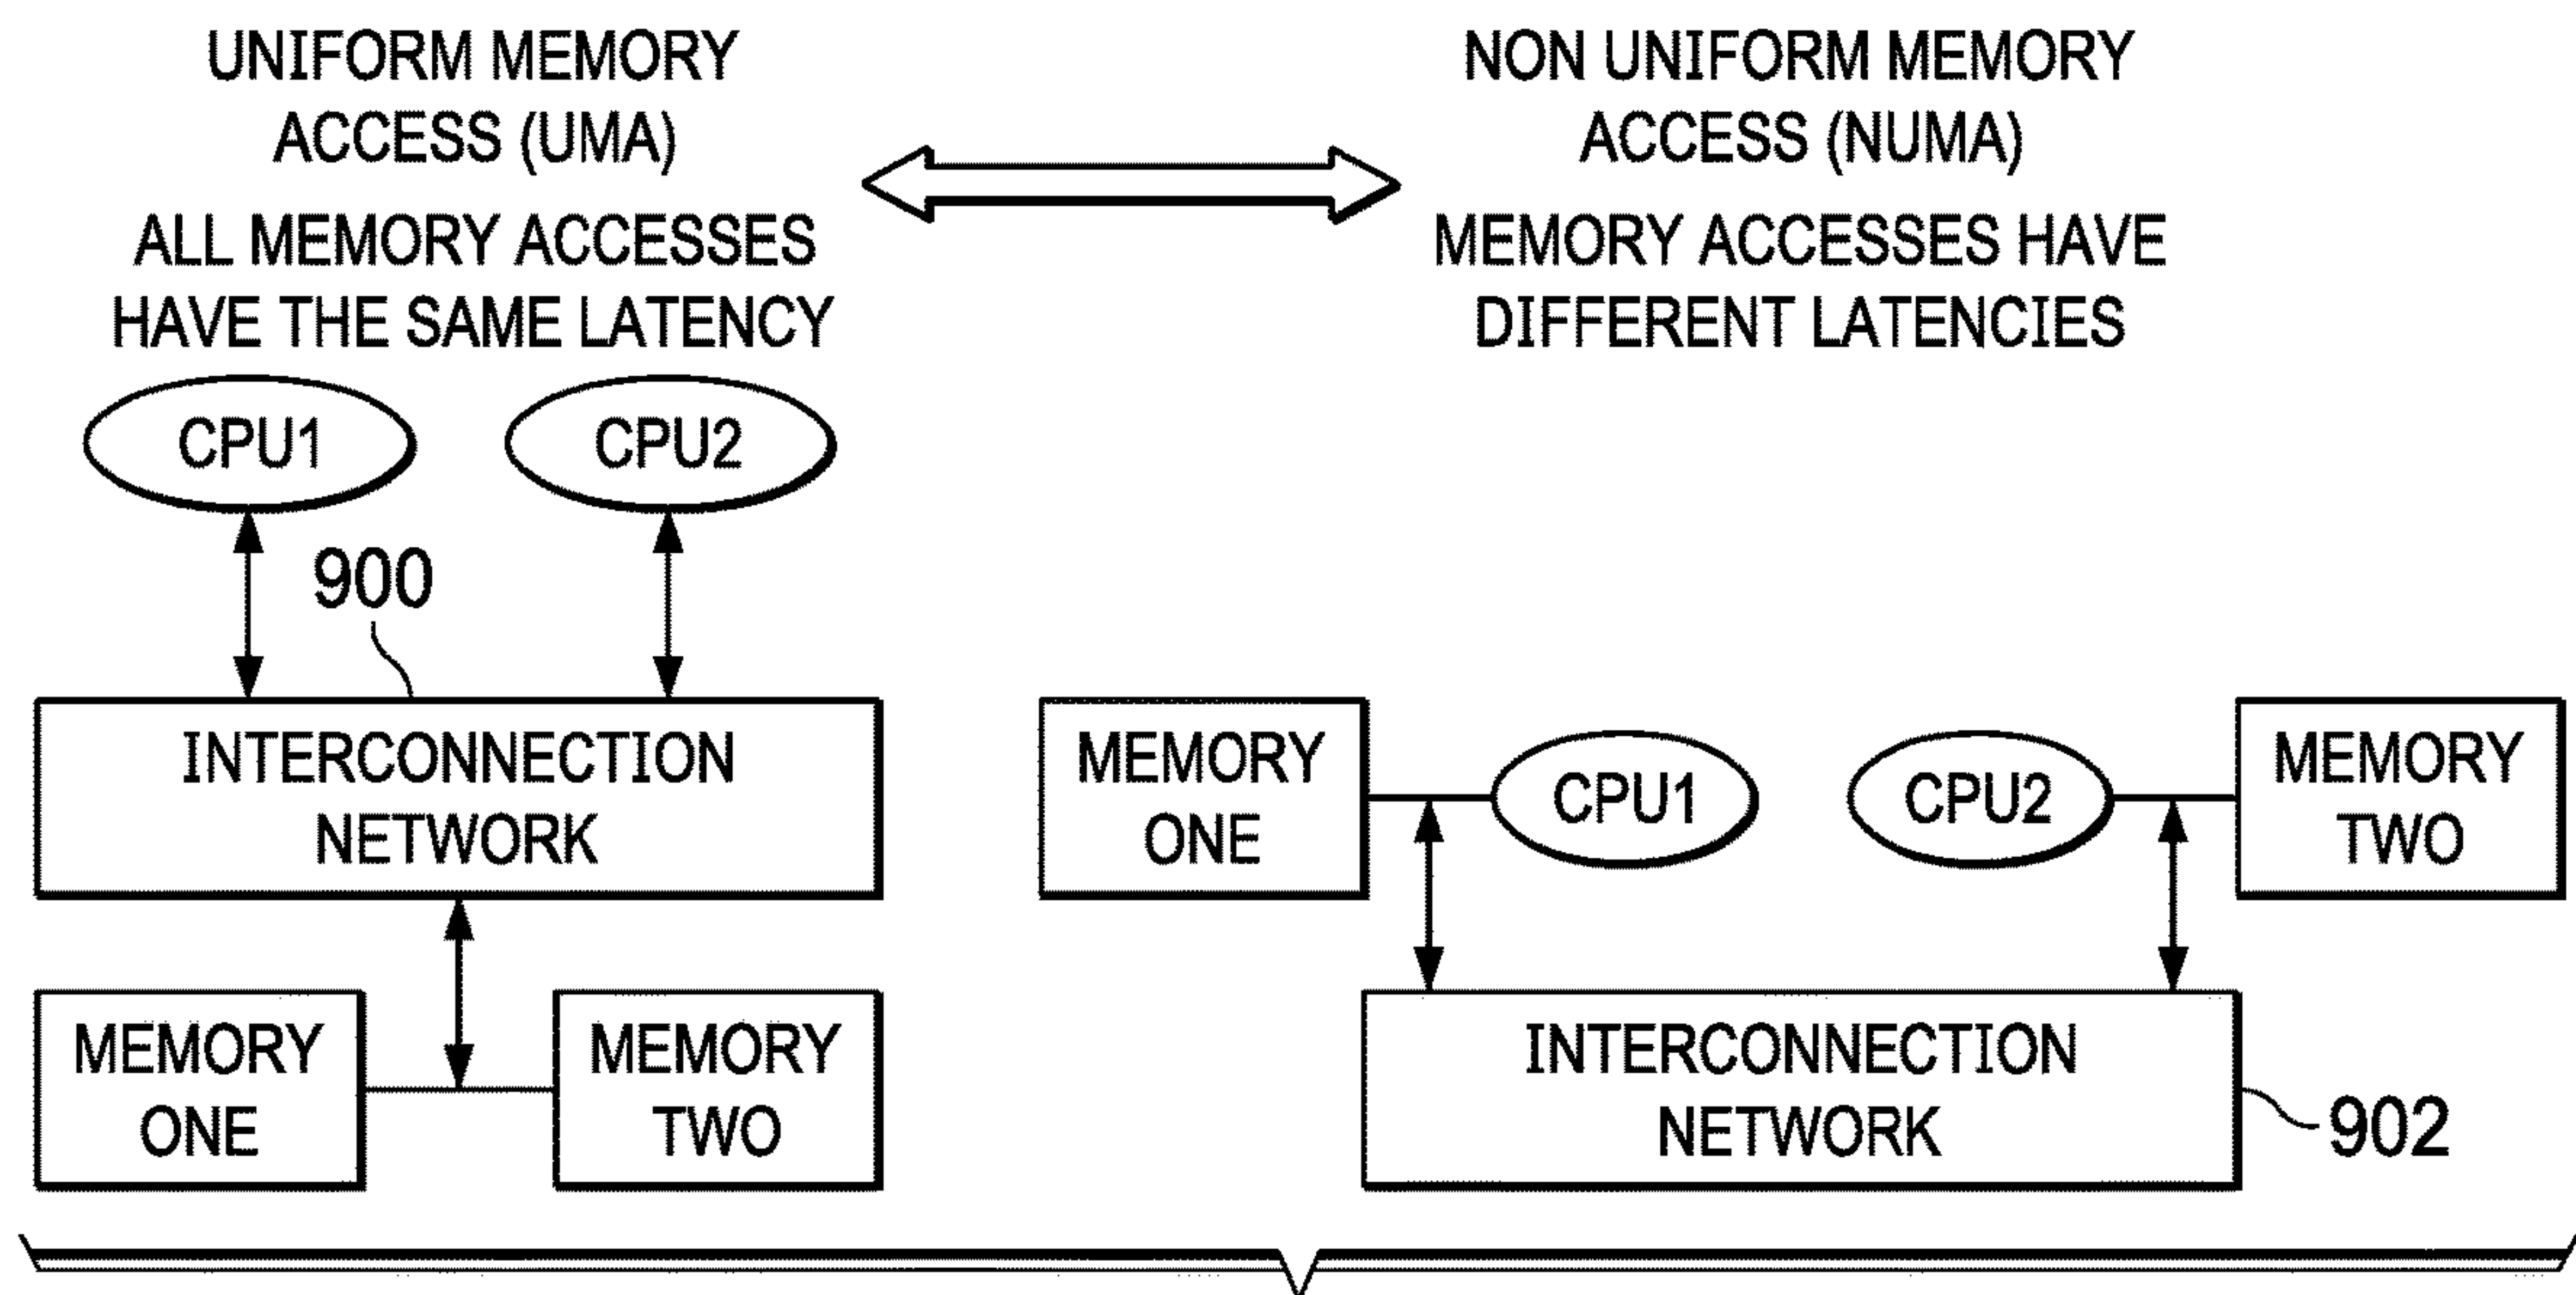 UNIFORM MEMORY
ACCESS (UMA)
ALL MEMORY ACCESSES
HAVE THE SAME LATENCY
NON UNIFORM MEMORY
ACCESS (NUMA)
MEMORY ACCESSES HAVE
DIFFERENT LATENCIES
CPU1
CPU2
900
INTERCONNECTION
NETWORK
MEMORY
ONE
MEMORY
TWO
MEMORY
ONE
CPU1
CPU2
MEMORY
TWO
INTERCONNECTION
NETWORK
902